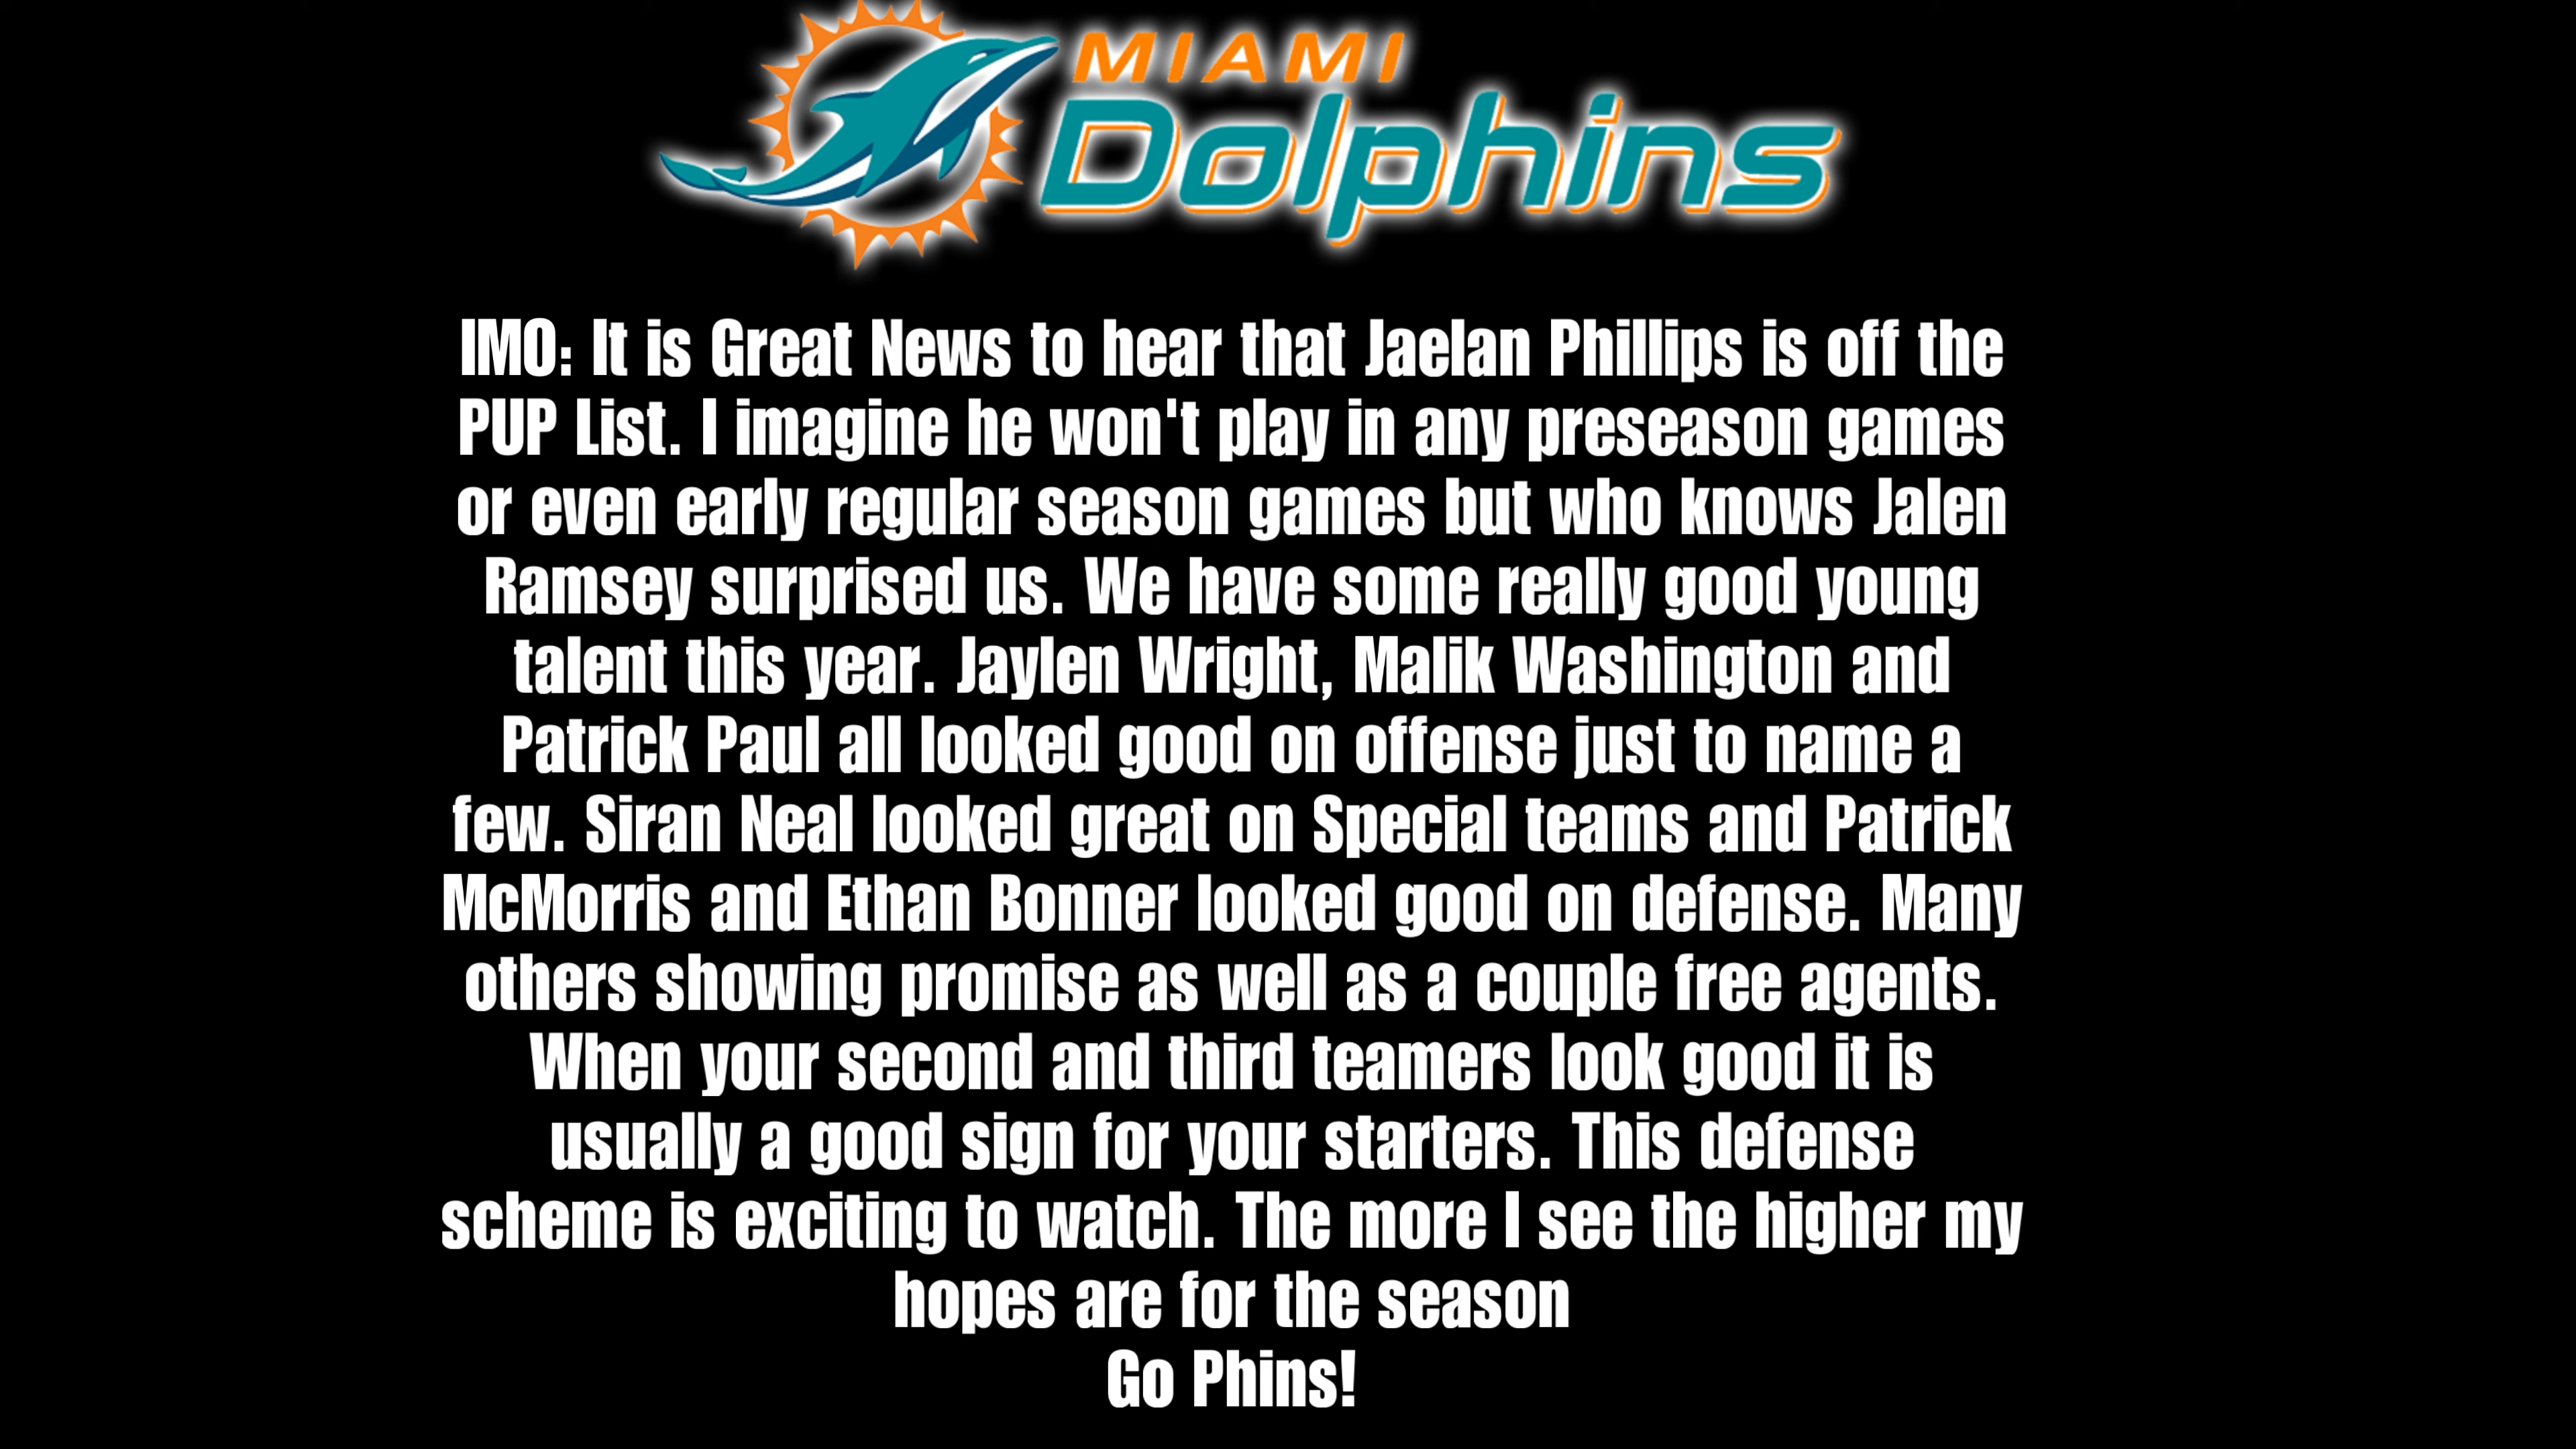 MIAMI
Dolphins
IMO: It is Great News to hear that Jaelan Phillips is off the
PUP List. I imagine he won't play in any preseason games
or even early regular season games but who knows Jalen
Ramsey surprised us. We have some really good young
talent this year. Jaylen Wright, Malik Washington and
Patrick Paul all looked good on offense just to name a
few. Siran Neal looked great on Special teams and Patrick
McMorris and Ethan Bonner looked good on defense. Many
others showing promise as well as a couple free agents.
When your second and third teamers look good it is
usually a good sign for your starters. This defense
scheme is exciting to watch. The more I see the higher my
hopes are for the season
Go Phins!